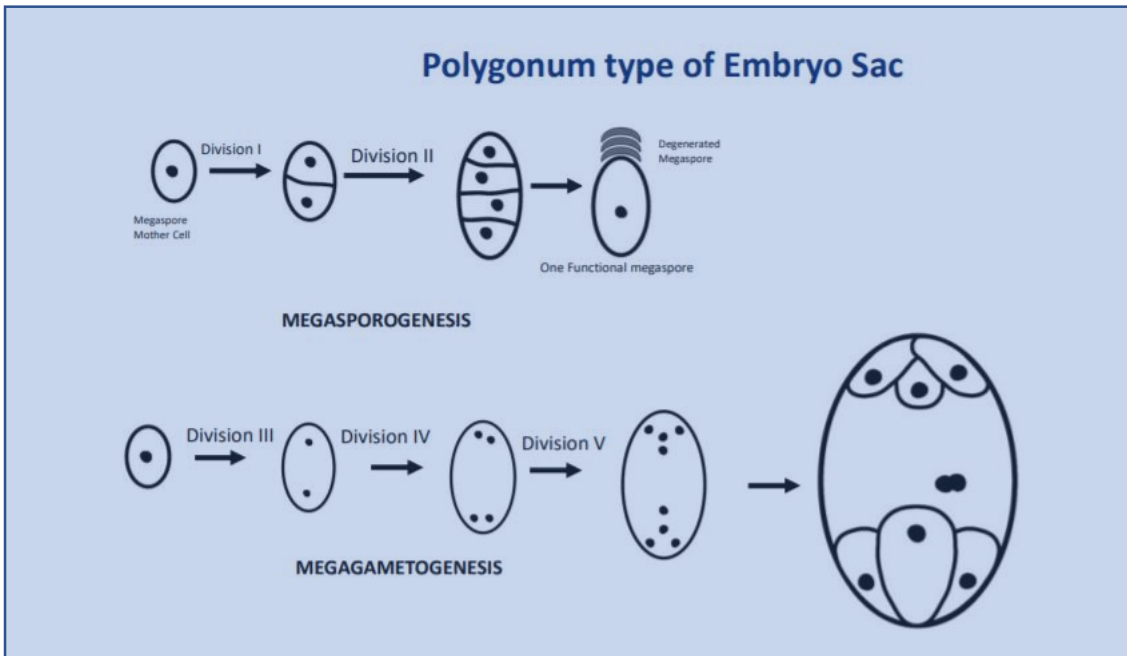 Polygonum type of Embryo Sac
Division I
Division II
Degenerated
Megaspore
Megaspore
Mother Cell
One Functional megaspore
MEGASPOROGENESIS
Division III
Division IV
Division V
MEGAGAMETOGENESIS